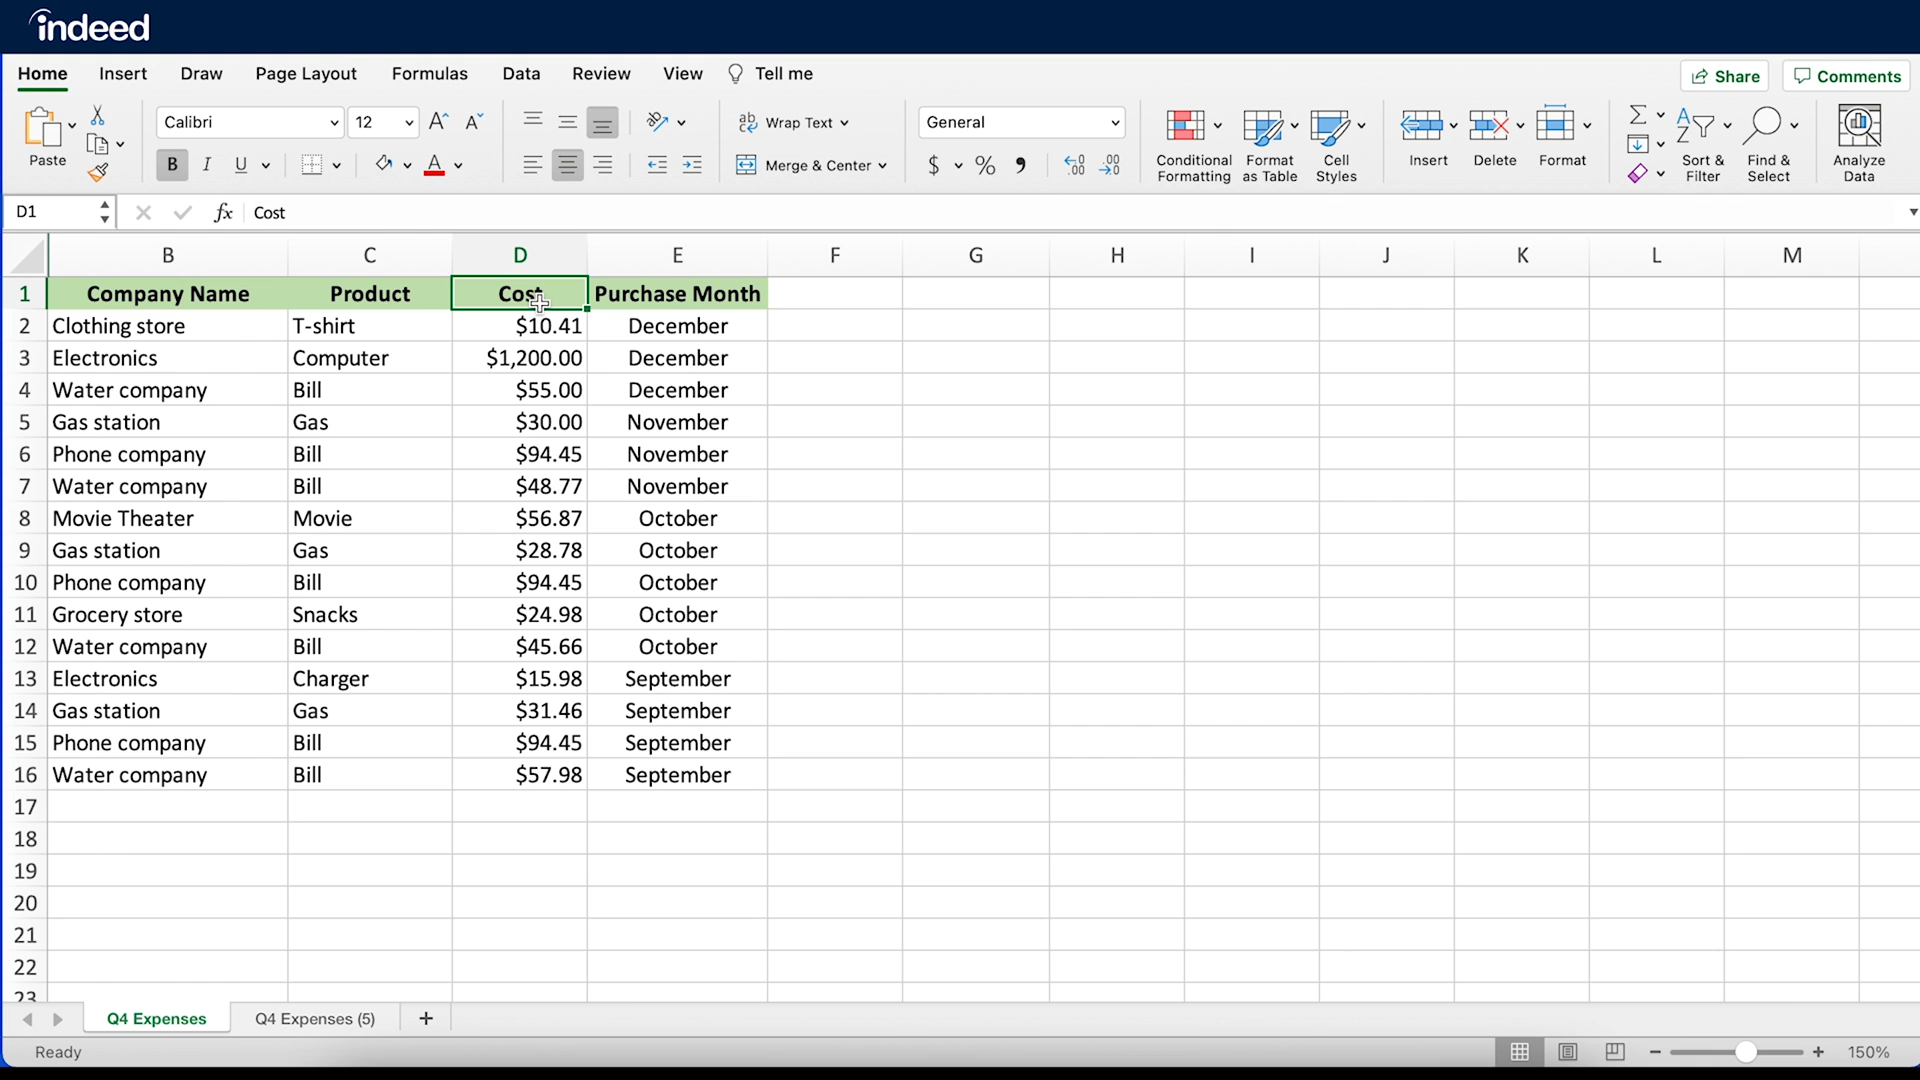 indeed
Home Insert Draw Page Layout Formulas Data Review View Tell me Share Comments
Paste Calibri 12 A A ab Wrap Text General Σ A Z
B I U A Merge & Center $ % 9 .00 .00 Conditional Formatting Format as Table Cell Styles Insert Delete Format Sort & Filter Find & Select Analyze Data
D1 fx Cost
B C D E F G H I J K L M
1 Company Name Product Cost Purchase Month
2 Clothing store T-shirt $10.41 December
3 Electronics Computer $1,200.00 December
4 Water company Bill $55.00 December
5 Gas station Gas $30.00 November
6 Phone company Bill $94.45 November
7 Water company Bill $48.77 November
8 Movie Theater Movie $56.87 October
9 Gas station Gas $28.78 October
10 Phone company Bill $94.45 October
11 Grocery store Snacks $24.98 October
12 Water company Bill $45.66 October
13 Electronics Charger $15.98 September
14 Gas station Gas $31.46 September
15 Phone company Bill $94.45 September
16 Water company Bill $57.98 September
17
18
19
20
21
22
23
Q4 Expenses Q4 Expenses (5) +
Ready − + 150%